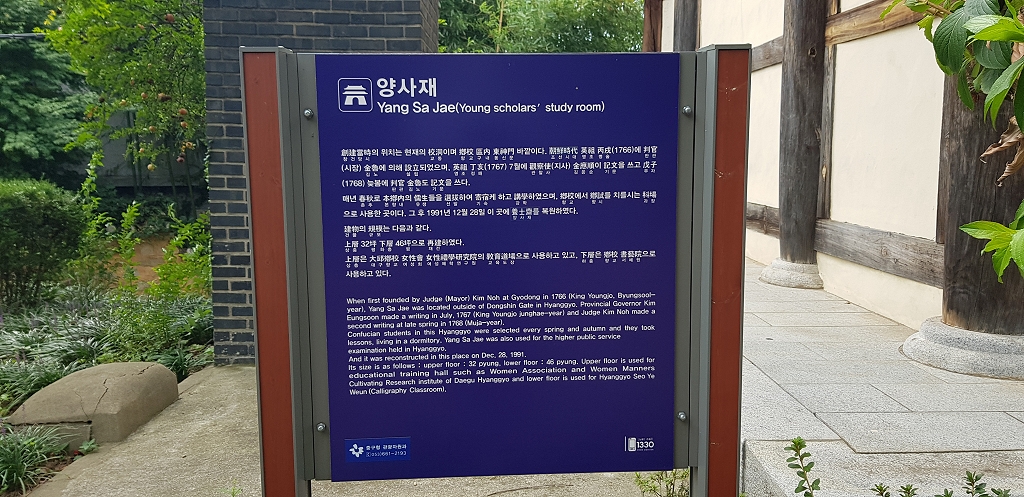 양사재
Yang Sa Jae(Young scholars' study room)
創建當時의 위치는 현재의 校洞이며 鄕校 區內 東神門 바깥이다. 朝鮮時代 英祖 丙戌(1766)에 判官
(시장) 金魯에 의해 設立되었으며, 英祖 丁亥(1767) 7월에 觀察使(지사) 金應順이 記文을 쓰고 戊子
(1768) 늦봄에 判官 金魯도 記文을 쓰다.
매년 春秋로 本鄕內의 儒生들을 選拔하여 寄宿케 하고 講學하였으며, 鄕校에서 鄕試를 치를시는 科場
으로 사용한 곳이다. 그 후 1991년 12월 28일 이 곳에 養士齋를 복원하였다.
建物의 規模는 다음과 같다.
上層 32坪 下層 46坪으로 再建하였다.
上層은 大邱鄕校 女性會 女性禮學硏究院의 敎育道場으로 사용하고 있고, 下層은 鄕校 書藝院으로
사용하고 있다.
When first founded by Judge (Mayor) Kim Noh at Gyodong in 1766 (King Youngjo, Byungsool-
year), Yang Sa Jae was located outside of Dongshin Gate in Hyanggyo. Provincial Governor Kim
Eungsoon made a writing in July, 1767 (King Youngjo junghae-year) and Judge Kim Noh made a
second writing at late spring in 1768 (Muja-year).
Confucian students in this Hyanggyo were selected every spring and autumn and they took
lessons, living in a dormitory. Yang Sa Jae was also used for the higher public service
examination held in Hyanggyo.
And it was reconstructed in this place on Dec, 28, 1991.
Its size is as follows : upper floor : 32 pyung, lower floor : 46 pyung. Upper floor is used for
educational training hall such as Women Association and Women Manners
Cultivating Research institute of Daegu Hyanggyo and lower floor is used for Hyanggyo Seo Ye
Weun (Calligraphy Classroom).
중구청 관광자원과
(053)661-2193
1330